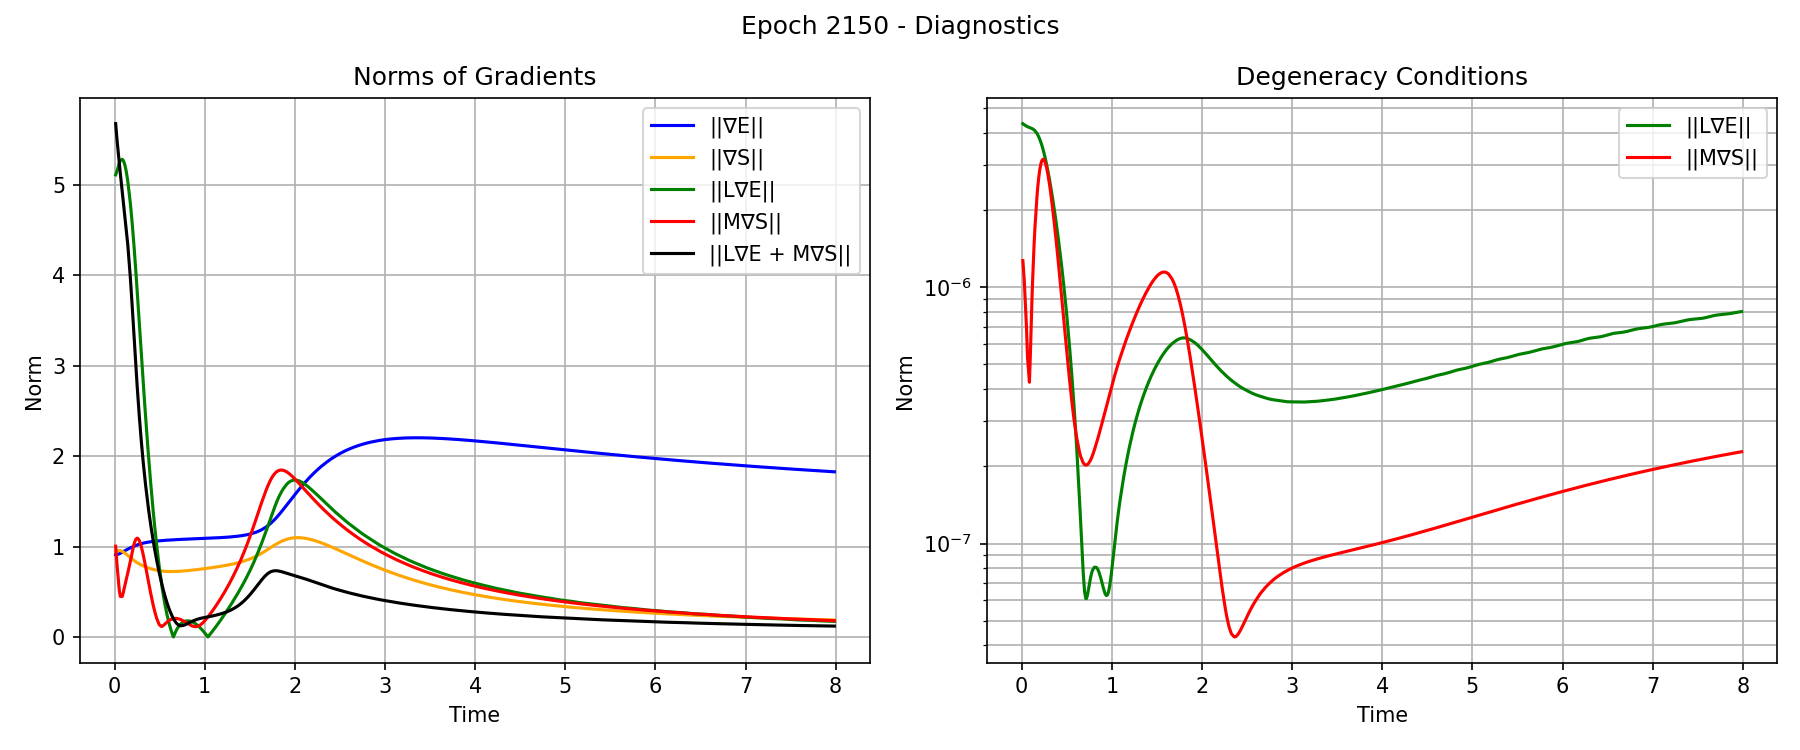 Epoch 2150 - Diagnostics
Norms of Gradients
Norm
5
4
3
2
1
0
0 1 2 3 4 5 6 7 8
Time
||∇E||
||∇S||
||L∇E||
||M∇S||
||L∇E + M∇S||
Degeneracy Conditions
Norm
10⁻⁶
10⁻⁷
0 1 2 3 4 5 6 7 8
Time
||L∇E||
||M∇S||